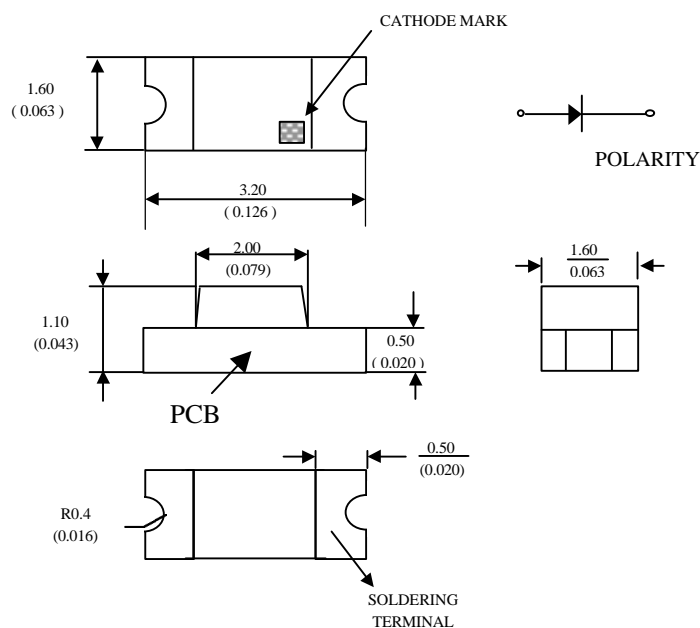 CATHODE MARK
1.60
( 0.063)
POLARITY
3.20
( 0.126 )
2.00
(0.079)
1.60
0.063
1.10
(0.043)
0.50
( 0.020)
PCB
0.50
(0.020)
R0.4
(0.016)
SOLDERING
TERMINAL